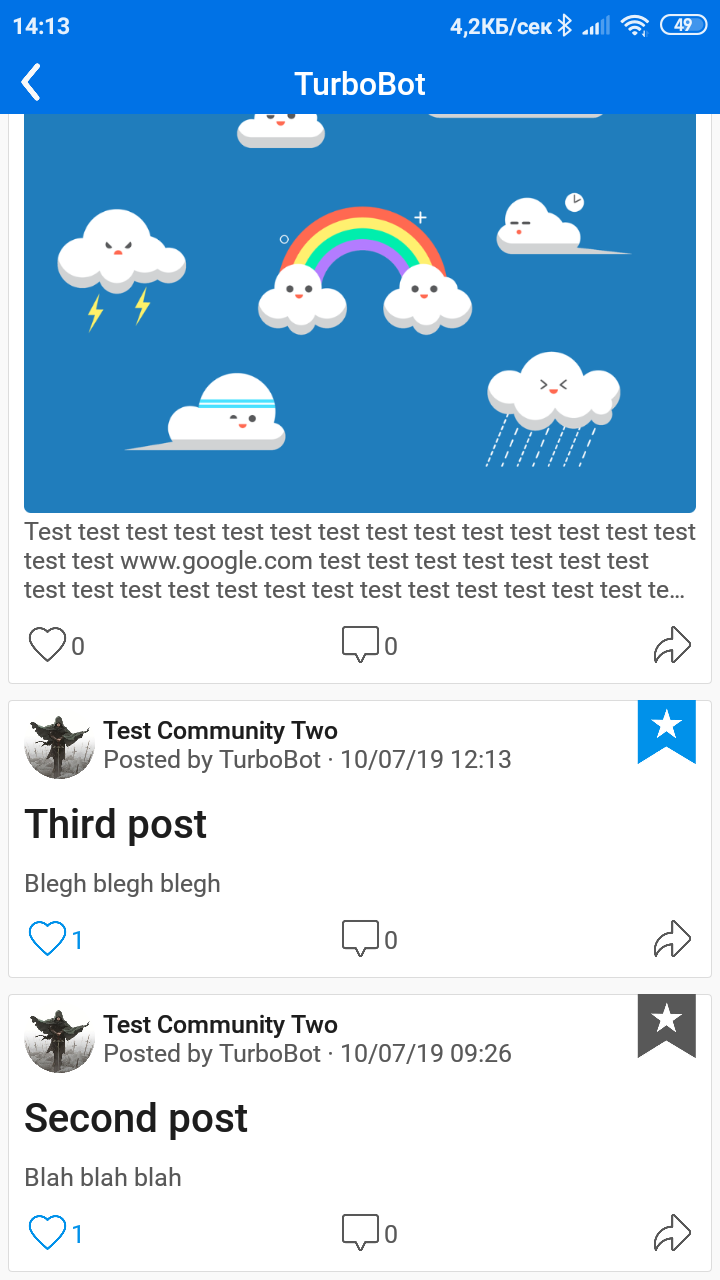 14:13 4,2КБ/сек 49
TurboBot
Test test test test test test test test test test test test test test
test test www.google.com test test test test test test test
test test test test test test test test test test test test test te...
0 0
Test Community Two
Posted by TurboBot · 10/07/19 12:13
Third post
Blegh blegh blegh
1 0
Test Community Two
Posted by TurboBot · 10/07/19 09:26
Second post
Blah blah blah
1 0